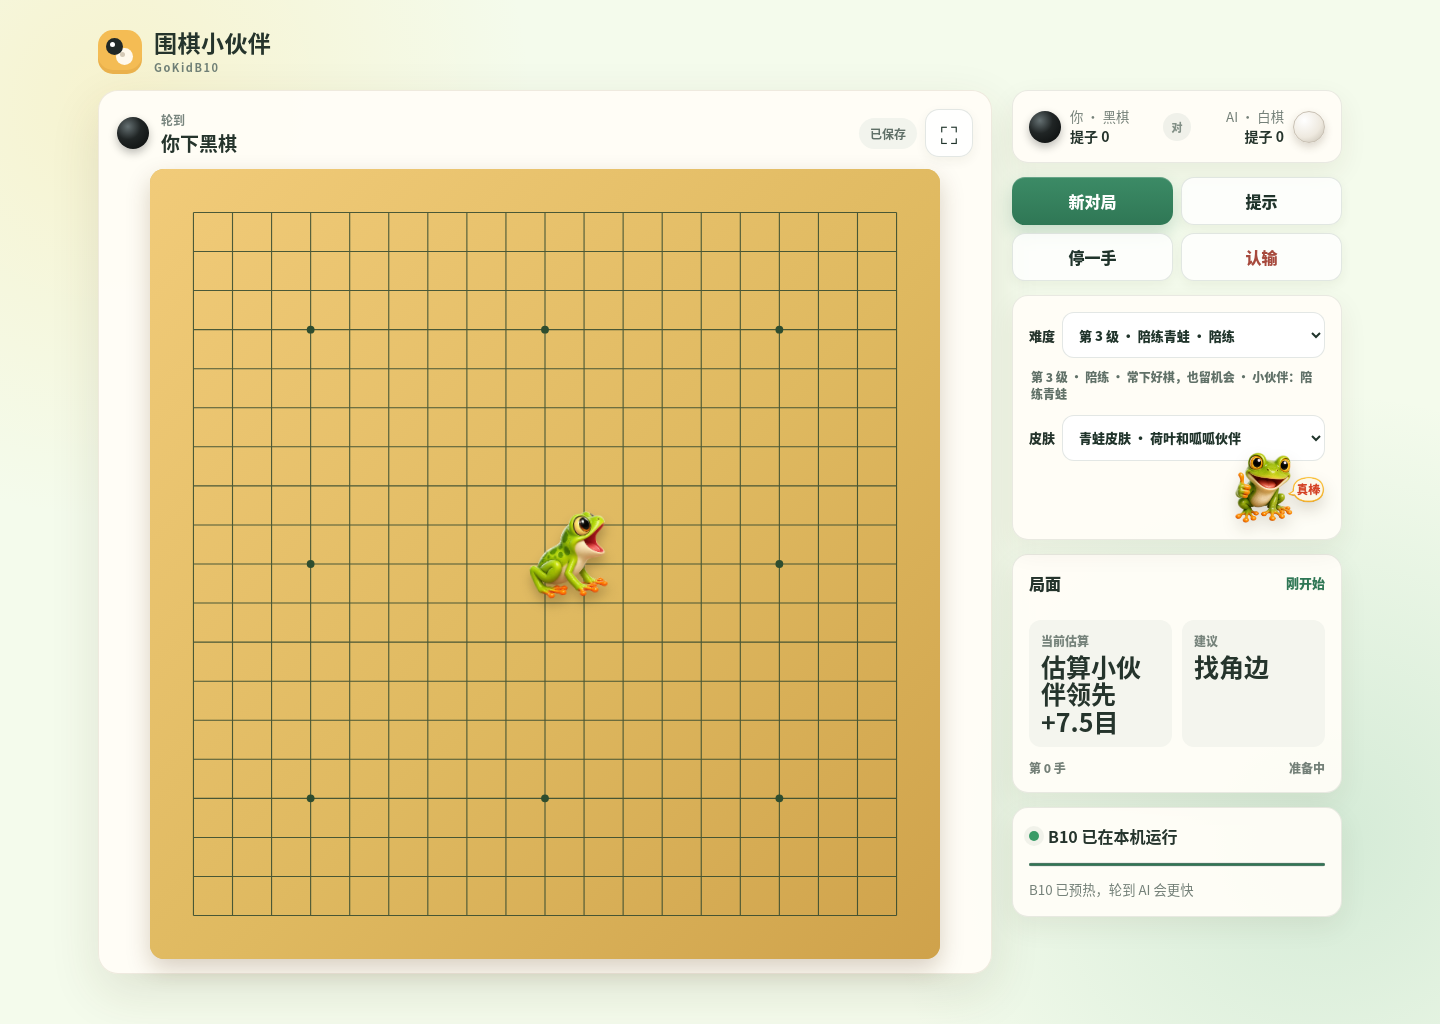 围棋小伙伴
GoKidB10
轮到
你下黑棋
已保存
你 · 黑棋
提子 0
对
AI · 白棋
提子 0
新对局
提示
停一手
认输
难度
第 3 级 · 陪练青蛙 · 陪练
第 3 级 · 陪练 · 常下好棋，也留机会 · 小伙伴：陪
练青蛙
皮肤
青蛙皮肤 · 荷叶和呱呱伙伴
真棒
局面
刚开始
当前估算
估算小伙
伴领先
+7.5目
建议
找角边
第 0 手
准备中
B10 已在本机运行
B10 已预热，轮到 AI 会更快